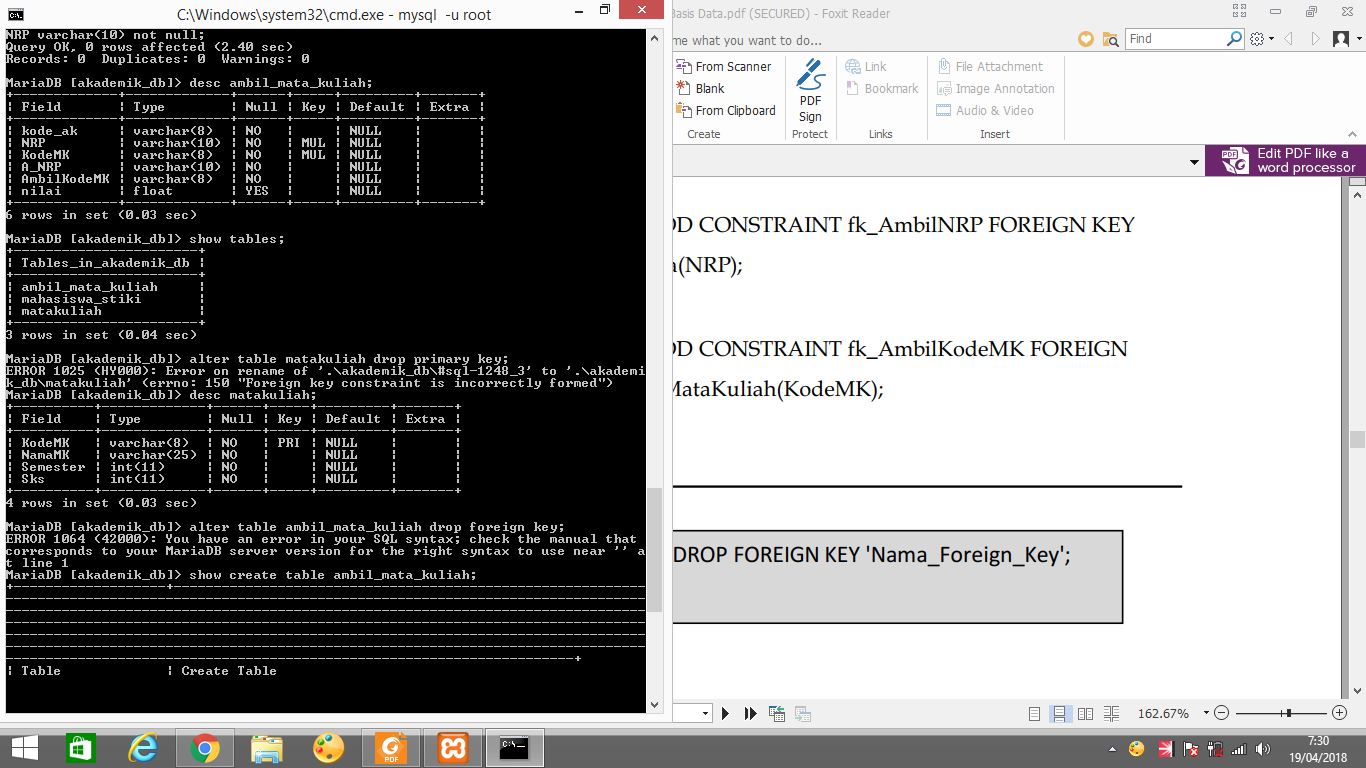 C:\Windows\system32\cmd.exe - mysql -u root
NRP varchar(10) not null;
Query OK, 0 rows affected (2.40 sec)
Records: 0 Duplicates: 0 Warnings: 0
MariaDB [akademik_db]> desc ambil_mata_kuliah;
| Field | Type | Null | Key | Default | Extra |
| kode_ak | varchar(8) | NO | | NULL | |
| NRP | varchar(10) | NO | MUL | NULL | |
| KodeMK | varchar(8) | NO | MUL | NULL | |
| A_NRP | varchar(10) | NO | | NULL | |
| AmbilKodeMK | varchar(8) | NO | | NULL | |
| nilai | float | YES | | NULL | |
6 rows in set (0.03 sec)
MariaDB [akademik_db]> show tables;
| Tables_in_akademik_db |
| ambil_mata_kuliah |
| mahasiswa_stiki |
| matakuliah |
3 rows in set (0.04 sec)
MariaDB [akademik_db]> alter table matakuliah drop primary key;
ERROR 1025 (HY000): Error on rename of '.\akademik_db\#sql-1248_3' to '.\akademi
k_db\matakuliah' (errno: 150 "Foreign key constraint is incorrectly formed")
MariaDB [akademik_db]> desc matakuliah;
| Field | Type | Null | Key | Default | Extra |
| KodeMK | varchar(8) | NO | PRI | NULL | |
| NamaMK | varchar(25) | NO | | NULL | |
| Semester | int(11) | NO | | NULL | |
| Sks | int(11) | NO | | NULL | |
4 rows in set (0.03 sec)
MariaDB [akademik_db]> alter table ambil_mata_kuliah drop foreign key;
ERROR 1064 (42000): You have an error in your SQL syntax; check the manual that
corresponds to your MariaDB server version for the right syntax to use near '' a
t line 1
MariaDB [akademik_db]> show create table ambil_mata_kuliah;
| Table | Create Table
Basis Data.pdf (SECURED) - Foxit Reader
me what you want to do...
Find
From Scanner
Blank
From Clipboard
Create
PDF
Sign
Protect
Link
Bookmark
Links
File Attachment
Image Annotation
Audio & Video
Insert
PDF
Edit PDF like a
word processor
DD CONSTRAINT fk_AmbilNRP FOREIGN KEY
a(NRP);
DD CONSTRAINT fk_AmbilKodeMK FOREIGN
MataKuliah(KodeMK);
DROP FOREIGN KEY 'Nama_Foreign_Key';
162.67%
PDF
7:30
19/04/2018